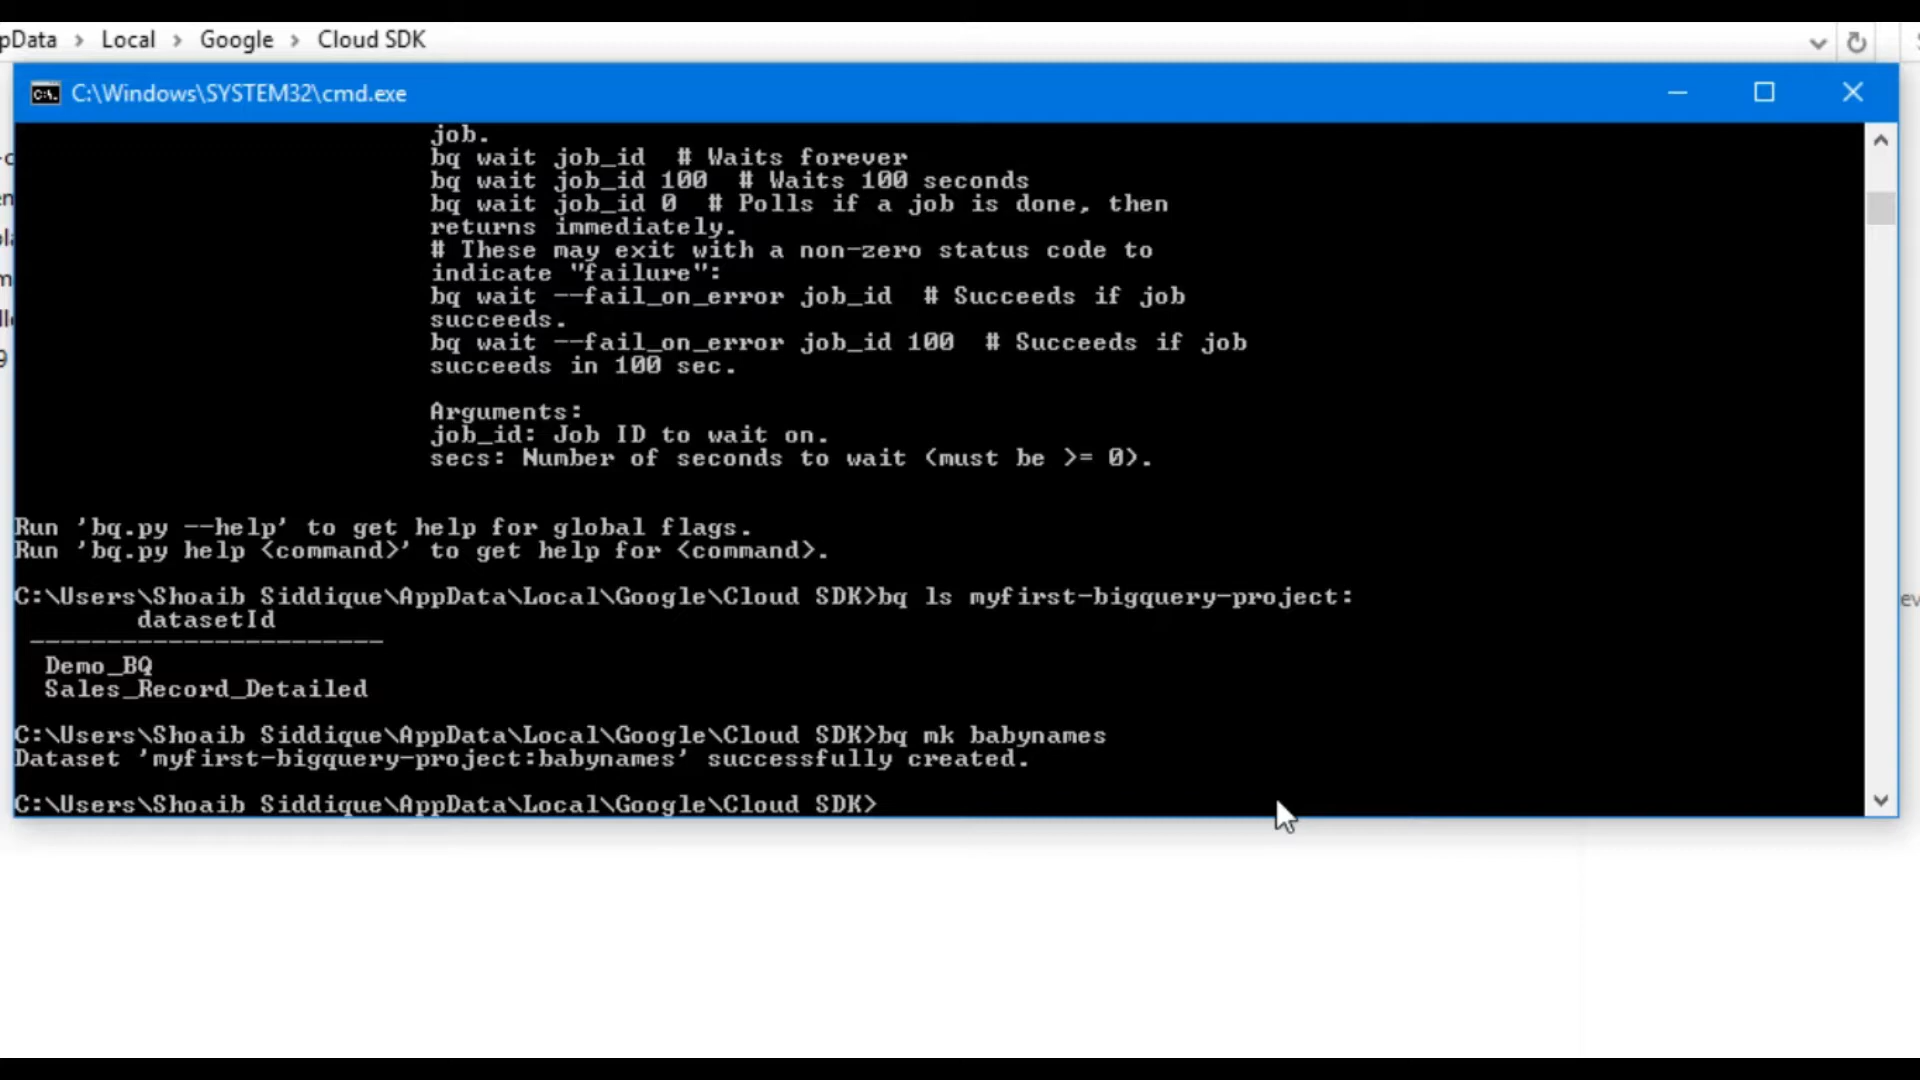 pData > Local > Google > Cloud SDK
C:\Windows\SYSTEM32\cmd.exe
job.
bq wait job_id  # Waits forever
bq wait job_id 100  # Waits 100 seconds
bq wait job_id 0  # Polls if a job is done, then
returns immediately.
# These may exit with a non-zero status code to
indicate "failure":
bq wait --fail_on_error job_id  # Succeeds if job
succeeds.
bq wait --fail_on_error job_id 100  # Succeeds if job
succeeds in 100 sec.
Arguments:
job_id: Job ID to wait on.
secs: Number of seconds to wait (must be >= 0).
Run 'bq.py --help' to get help for global flags.
Run 'bq.py help <command>' to get help for <command>.
C:\Users\Shoaib Siddique\AppData\Local\Google\Cloud SDK>bq ls myfirst-bigquery-project:
datasetId
------------------------
Demo_BQ
Sales_Record_Detailed
C:\Users\Shoaib Siddique\AppData\Local\Google\Cloud SDK>bq mk babynames
Dataset 'myfirst-bigquery-project:babynames' successfully created.
C:\Users\Shoaib Siddique\AppData\Local\Google\Cloud SDK>